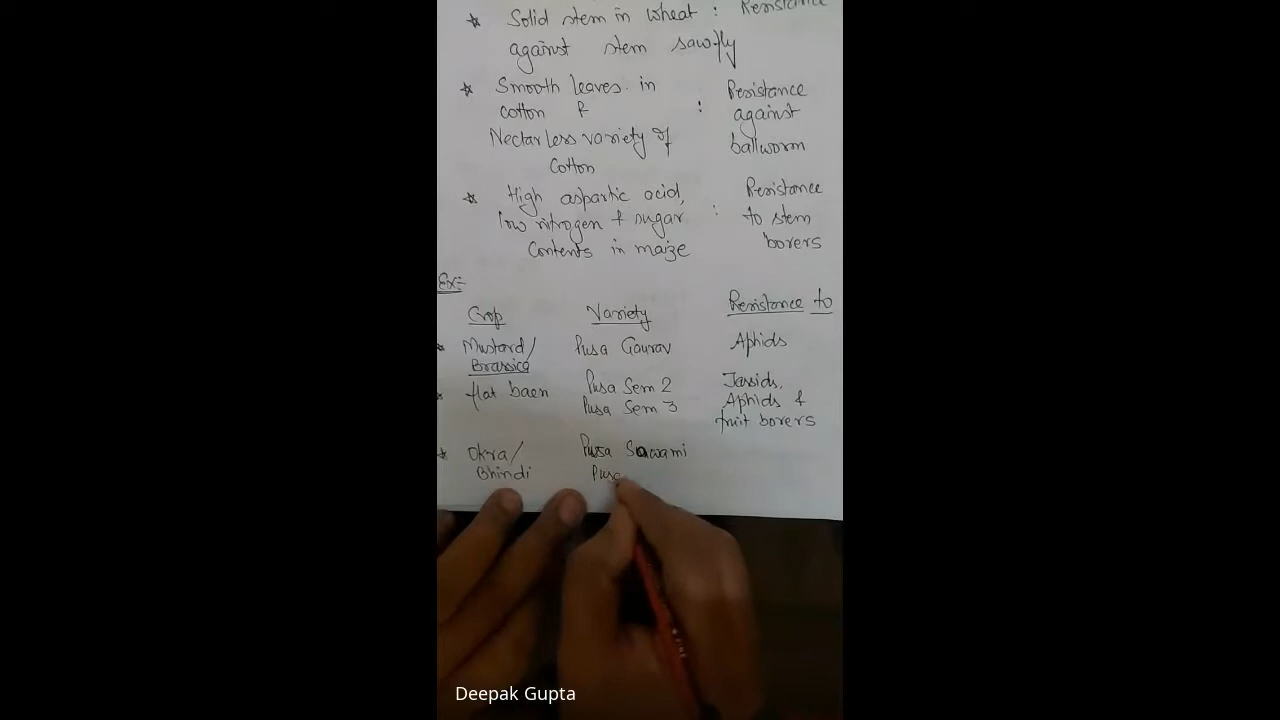 ☆ Solid stem in wheat : Resistance
against stem sawfly
☆ Smooth leaves in
cotton &
Nectarless variety of
Cotton
: Resistance
against
ballworm
☆ High aspartic acid,
low nitrogen & sugar
Contents in maize
: Resistance
to stem
borers
Ex:-
Crop Variety Resistance to
☆ Mustard/
Brassica
Pusa Gaurav Aphids
☆ flat baen
Pusa Sem 2
Pusa Sem 3
Jassids,
Aphids &
fruit borers
☆ Okra/
Bhindi
Pusa Sawami
Pusa
Deepak Gupta